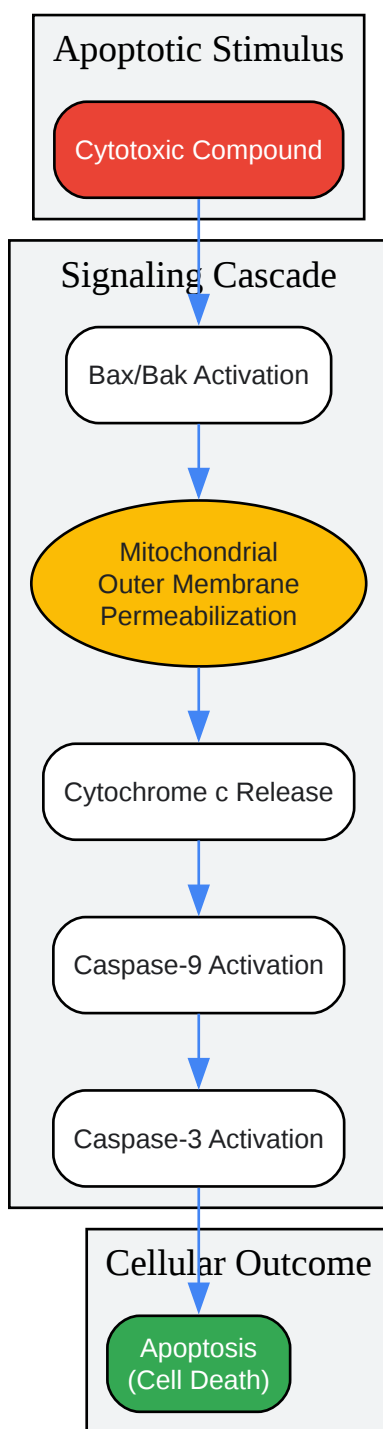 Apoptotic Stimulus
Cytotoxic Compound
Signaling Cascade
Bax/Bak Activation
Mitochondrial
Outer Membrane
Permeabilization
Cytochrome c Release
Caspase-9 Activation
Caspase-3 Activation
Cellular Outcome
Apoptosis
(Cell Death)